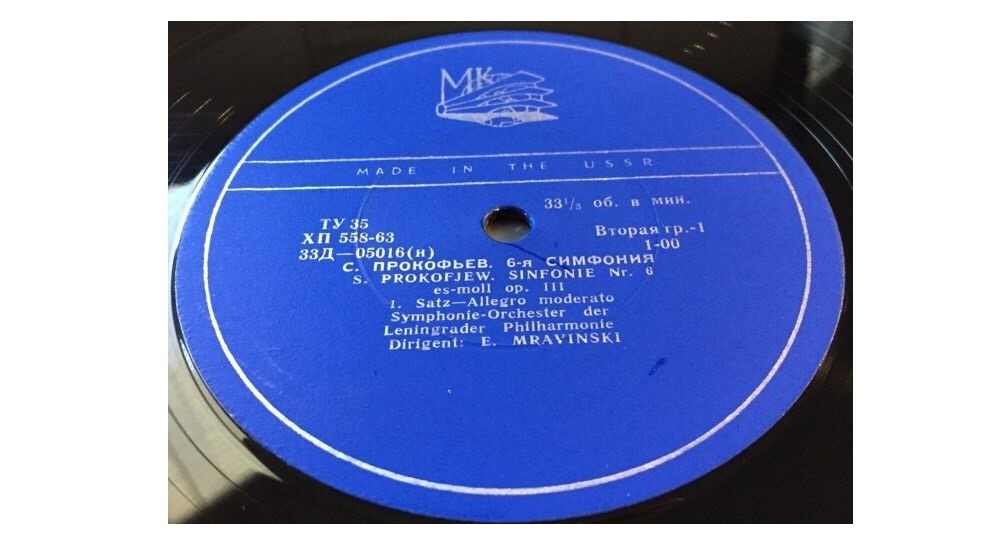 МК
MADE IN THE USSR
33⅓ об. в мин.
ТУ 35
ХП 558-63
33Д—05016(н)
Вторая гр.-1
1-00
С. ПРОКОФЬЕВ. 6-я СИМФОНИЯ
S. PROKOFJEW. SINFONIE Nr. 6
es-moll op. 111
1. Satz—Allegro moderato
Symphonie-Orchester der
Leningrader Philharmonie
Dirigent: E. MRAVINSKI